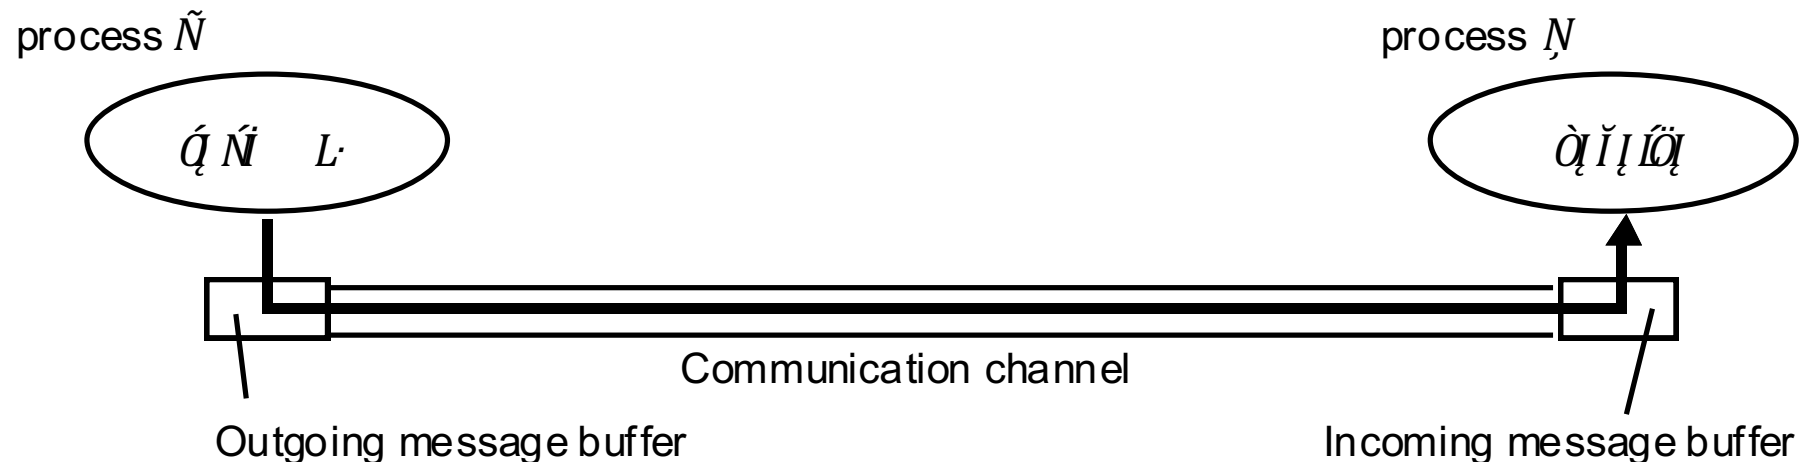 process Ñ
process Ņ
Communication channel
Outgoing message buffer
Incoming message buffer